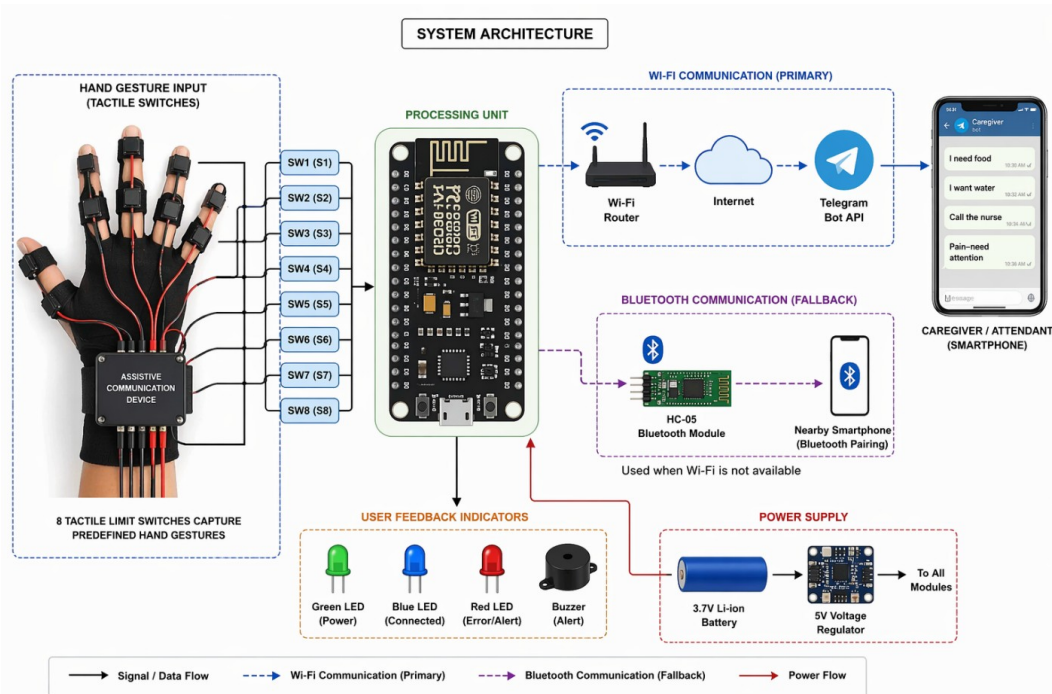 SYSTEM ARCHITECTURE
HAND GESTURE INPUT
(TACTILE SWITCHES)
ASSISTIVE
COMMUNICATION
DEVICE
8 TACTILE LIMIT SWITCHES CAPTURE
PREDEFINED HAND GESTURES
SW1 (S1)
SW2 (S2)
SW3 (S3)
SW4 (S4)
SW5 (S5)
SW6 (S6)
SW7 (S7)
SW8 (S8)
PROCESSING UNIT
WI-FI COMMUNICATION (PRIMARY)
Wi-Fi
Router
Internet
Telegram
Bot API
Caregiver
bot
I need food
I want water
Call the nurse
Pain–need
attention
CAREGIVER / ATTENDANT
(SMARTPHONE)
BLUETOOTH COMMUNICATION (FALLBACK)
HC-05
Bluetooth Module
Nearby Smartphone
(Bluetooth Pairing)
Used when Wi-Fi is not available
USER FEEDBACK INDICATORS
Green LED
(Power)
Blue LED
(Connected)
Red LED
(Error/Alert)
Buzzer
(Alert)
POWER SUPPLY
3.7V Li-ion
Battery
5V Voltage
Regulator
To All
Modules
Signal / Data Flow
Wi-Fi Communication (Primary)
Bluetooth Communication (Fallback)
Power Flow